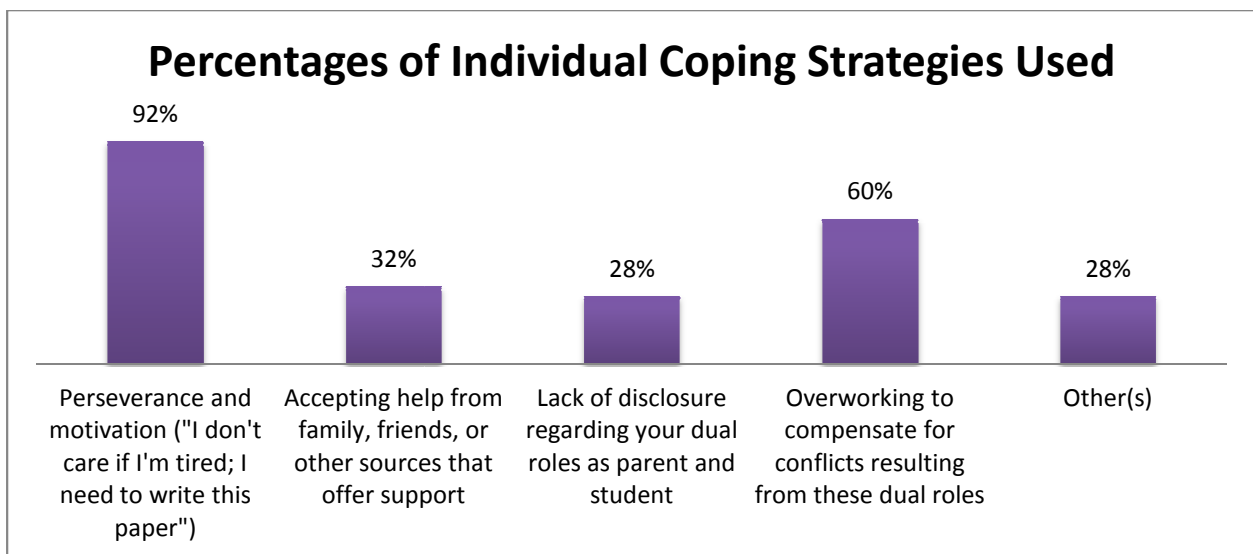 Percentages of Individual Coping Strategies Used
92%
32%
28%
60%
28%
Perseverance and
motivation ("I don't
care if I'm tired; I
need to write this
paper")
Accepting help from
family, friends, or
other sources that
offer support
Lack of disclosure
regarding your dual
roles as parent and
student
Overworking to
compensate for
conflicts resulting
from these dual roles
Other(s)